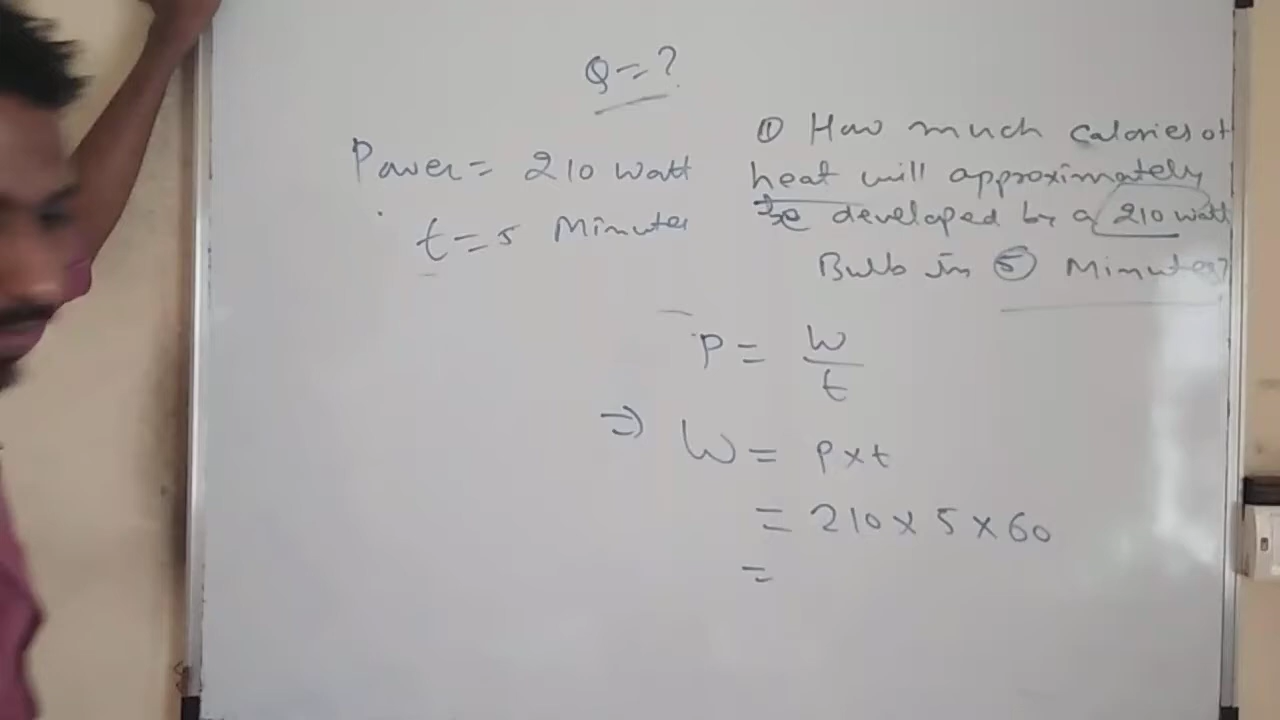 Q=?
Power= 210 watt
t=5 Minutes
① How much calories of
heat will approximately
be developed by a 210 watt
Bulb in 5 Minutes?
P= W/t
⇒ W= P×t
= 210×5×60
=